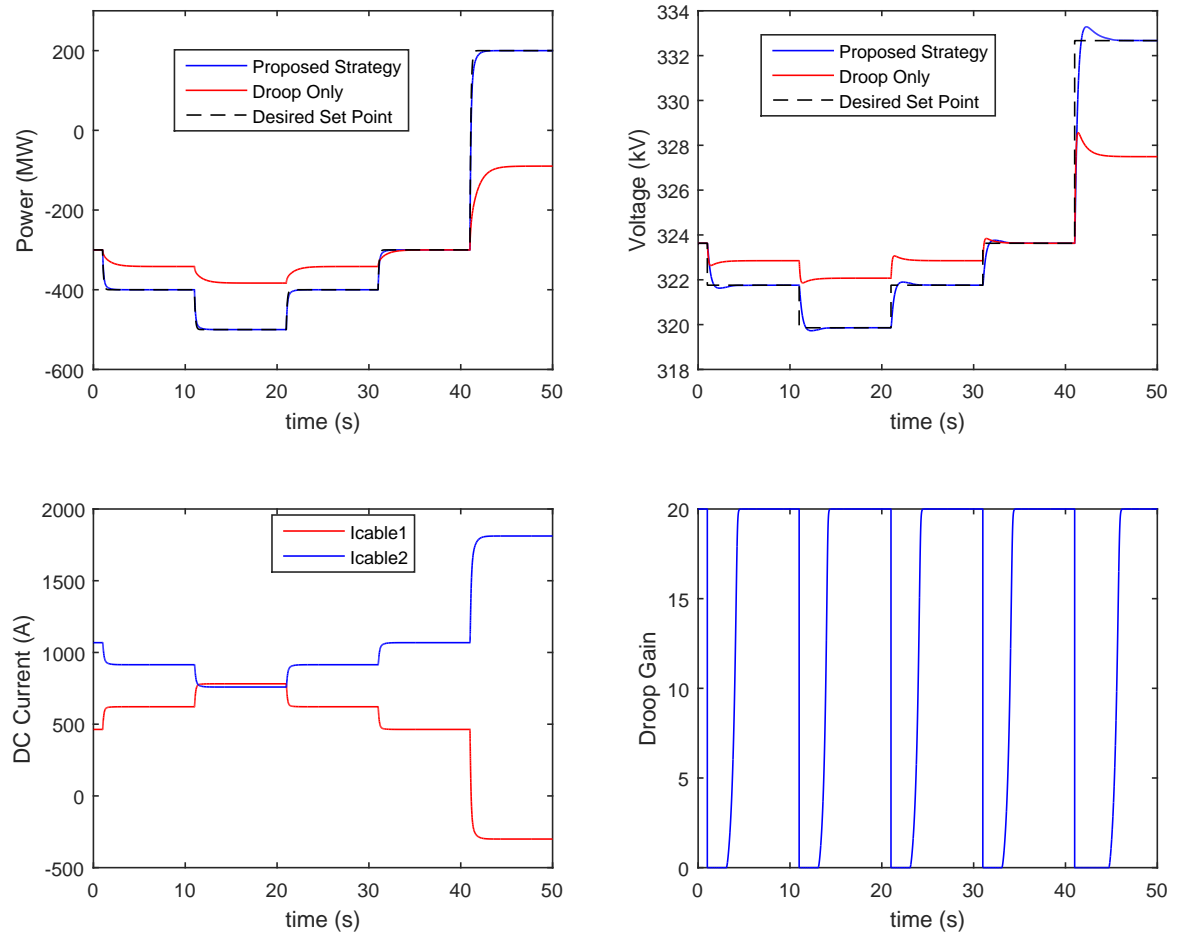 Power (MW)
200
0
-200
-400
-600
Proposed Strategy
Droop Only
Desired Set Point
0 10 20 30 40 50
time (s)
Voltage (kV)
334
333
330
328
326
324
322
320
318
Proposed Strategy
Droop Only
Desired Set Point
0 10 20 30 40 50
time (s)
DC Current (A)
2000
1500
1000
500
0
-500
Icable1
Icable2
0 10 20 30 40 50
time (s)
Droop Gain
20
15
10
5
0
0 10 20 30 40 50
time (s)